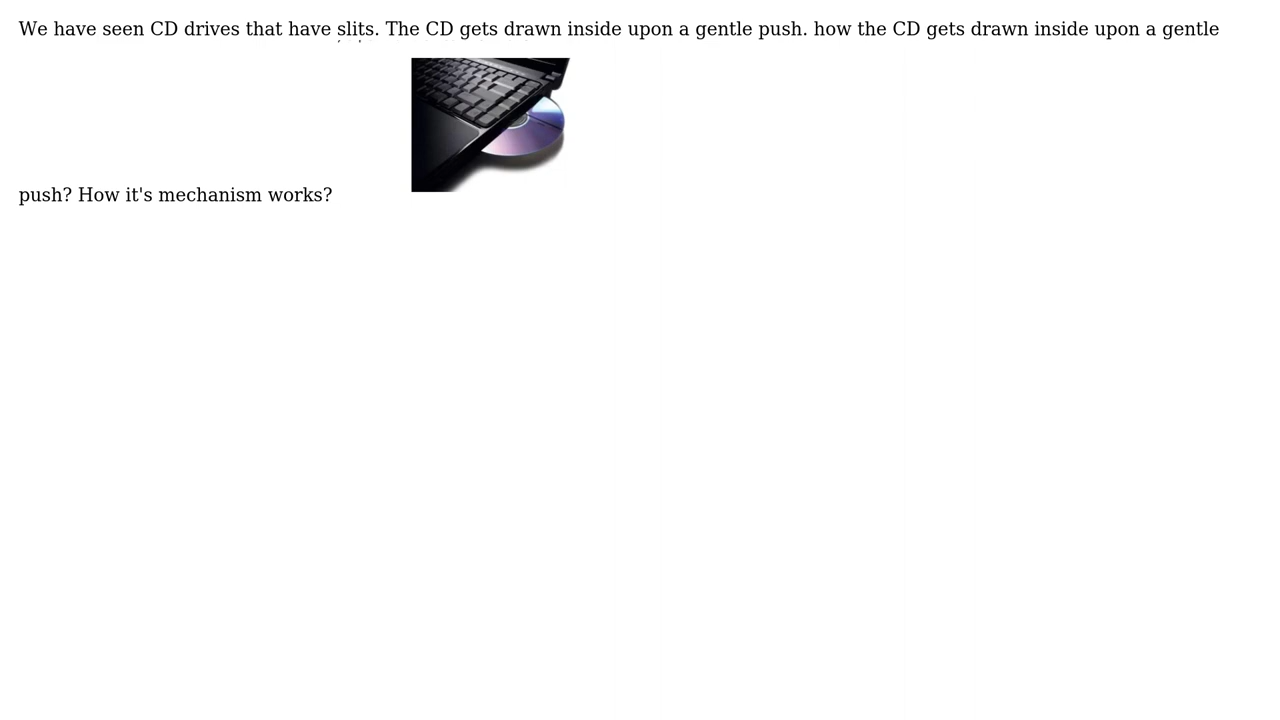 We have seen CD drives that have slits. The CD gets drawn inside upon a gentle push. how the CD gets drawn inside upon a gentle
push? How it's mechanism works?